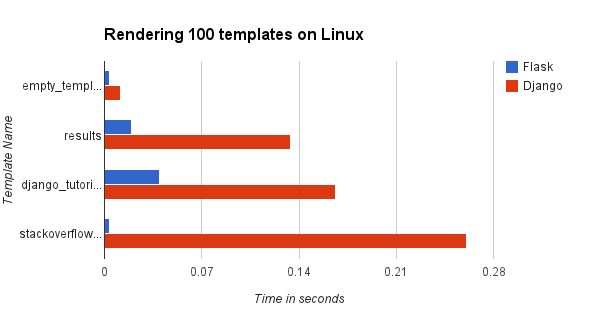 Rendering 100 templates on Linux
Flask
Django
empty_templ...
results
django_tutori...
stackoverflow...
Template Name
0 0.07 0.14 0.21 0.28
Time in seconds